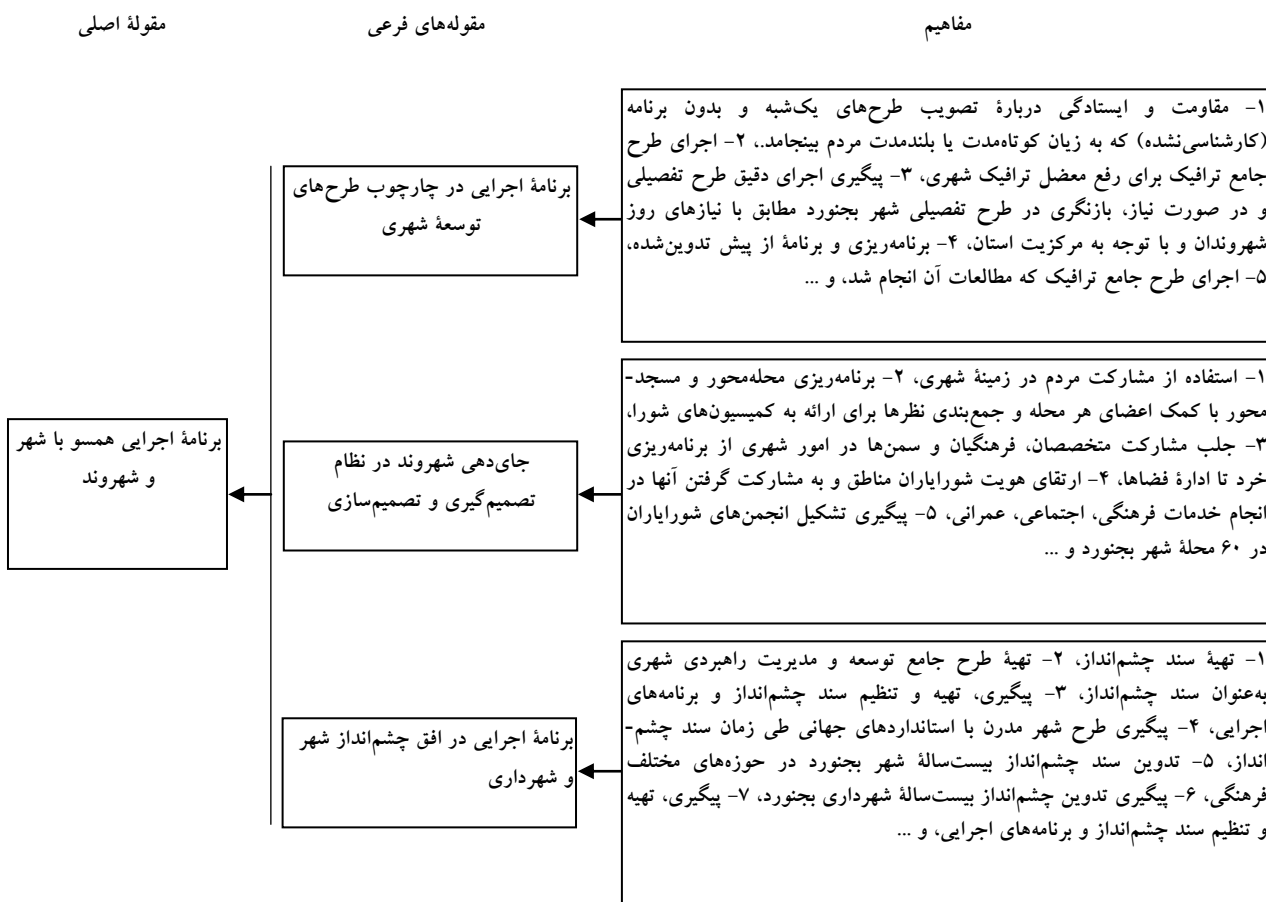 مفاهیم
مقوله‌های فرعی
مقولهٔ اصلی
۱- مقاومت و ایستادگی دربارهٔ تصویب طرح‌های یک‌شبه و بدون برنامه
(کارشناسی‌نشده) که به زیان کوتاه‌مدت یا بلندمدت مردم بینجامد.، ۲- اجرای طرح
جامع ترافیک برای رفع معضل ترافیک شهری، ۳- پیگیری اجرای دقیق طرح تفصیلی
و در صورت نیاز، بازنگری در طرح تفصیلی شهر بجنورد مطابق با نیازهای روز
شهروندان و با توجه به مرکزیت استان، ۴- برنامه‌ریزی و برنامهٔ از پیش تدوین‌شده،
۵- اجرای طرح جامع ترافیک که مطالعات آن انجام شد، و ...
برنامهٔ اجرایی در چارچوب طرح‌های
توسعهٔ شهری
۱- استفاده از مشارکت مردم در زمینهٔ شهری، ۲- برنامه‌ریزی محله‌محور و مسجد-
محور با کمک اعضای هر محله و جمع‌بندی نظرها برای ارائه به کمیسیون‌های شورا،
۳- جلب مشارکت متخصصان، فرهنگیان و سمن‌ها در امور شهری از برنامه‌ریزی
خرد تا ادارهٔ فضاها، ۴- ارتقای هویت شورایاران مناطق و به مشارکت گرفتن آنها در
انجام خدمات فرهنگی، اجتماعی، عمرانی، ۵- پیگیری تشکیل انجمن‌های شورایاران
در ۶۰ محلهٔ شهر بجنورد و ...
جای‌دهی شهروند در نظام
تصمیم‌گیری و تصمیم‌سازی
برنامهٔ اجرایی همسو با شهر
و شهروند
۱- تهیهٔ سند چشم‌انداز، ۲- تهیهٔ طرح جامع توسعه و مدیریت راهبردی شهری
به‌عنوان سند چشم‌انداز، ۳- پیگیری، تهیه و تنظیم سند چشم‌انداز و برنامه‌های
اجرایی، ۴- پیگیری طرح شهر مدرن با استانداردهای جهانی طی زمان سند چشم-
انداز، ۵- تدوین سند چشم‌انداز بیست‌سالهٔ شهر بجنورد در حوزه‌های مختلف
فرهنگی، ۶- پیگیری تدوین چشم‌انداز بیست‌سالهٔ شهرداری بجنورد، ۷- پیگیری، تهیه
و تنظیم سند چشم‌انداز و برنامه‌های اجرایی، و ...
برنامهٔ اجرایی در افق چشم‌انداز شهر
و شهرداری